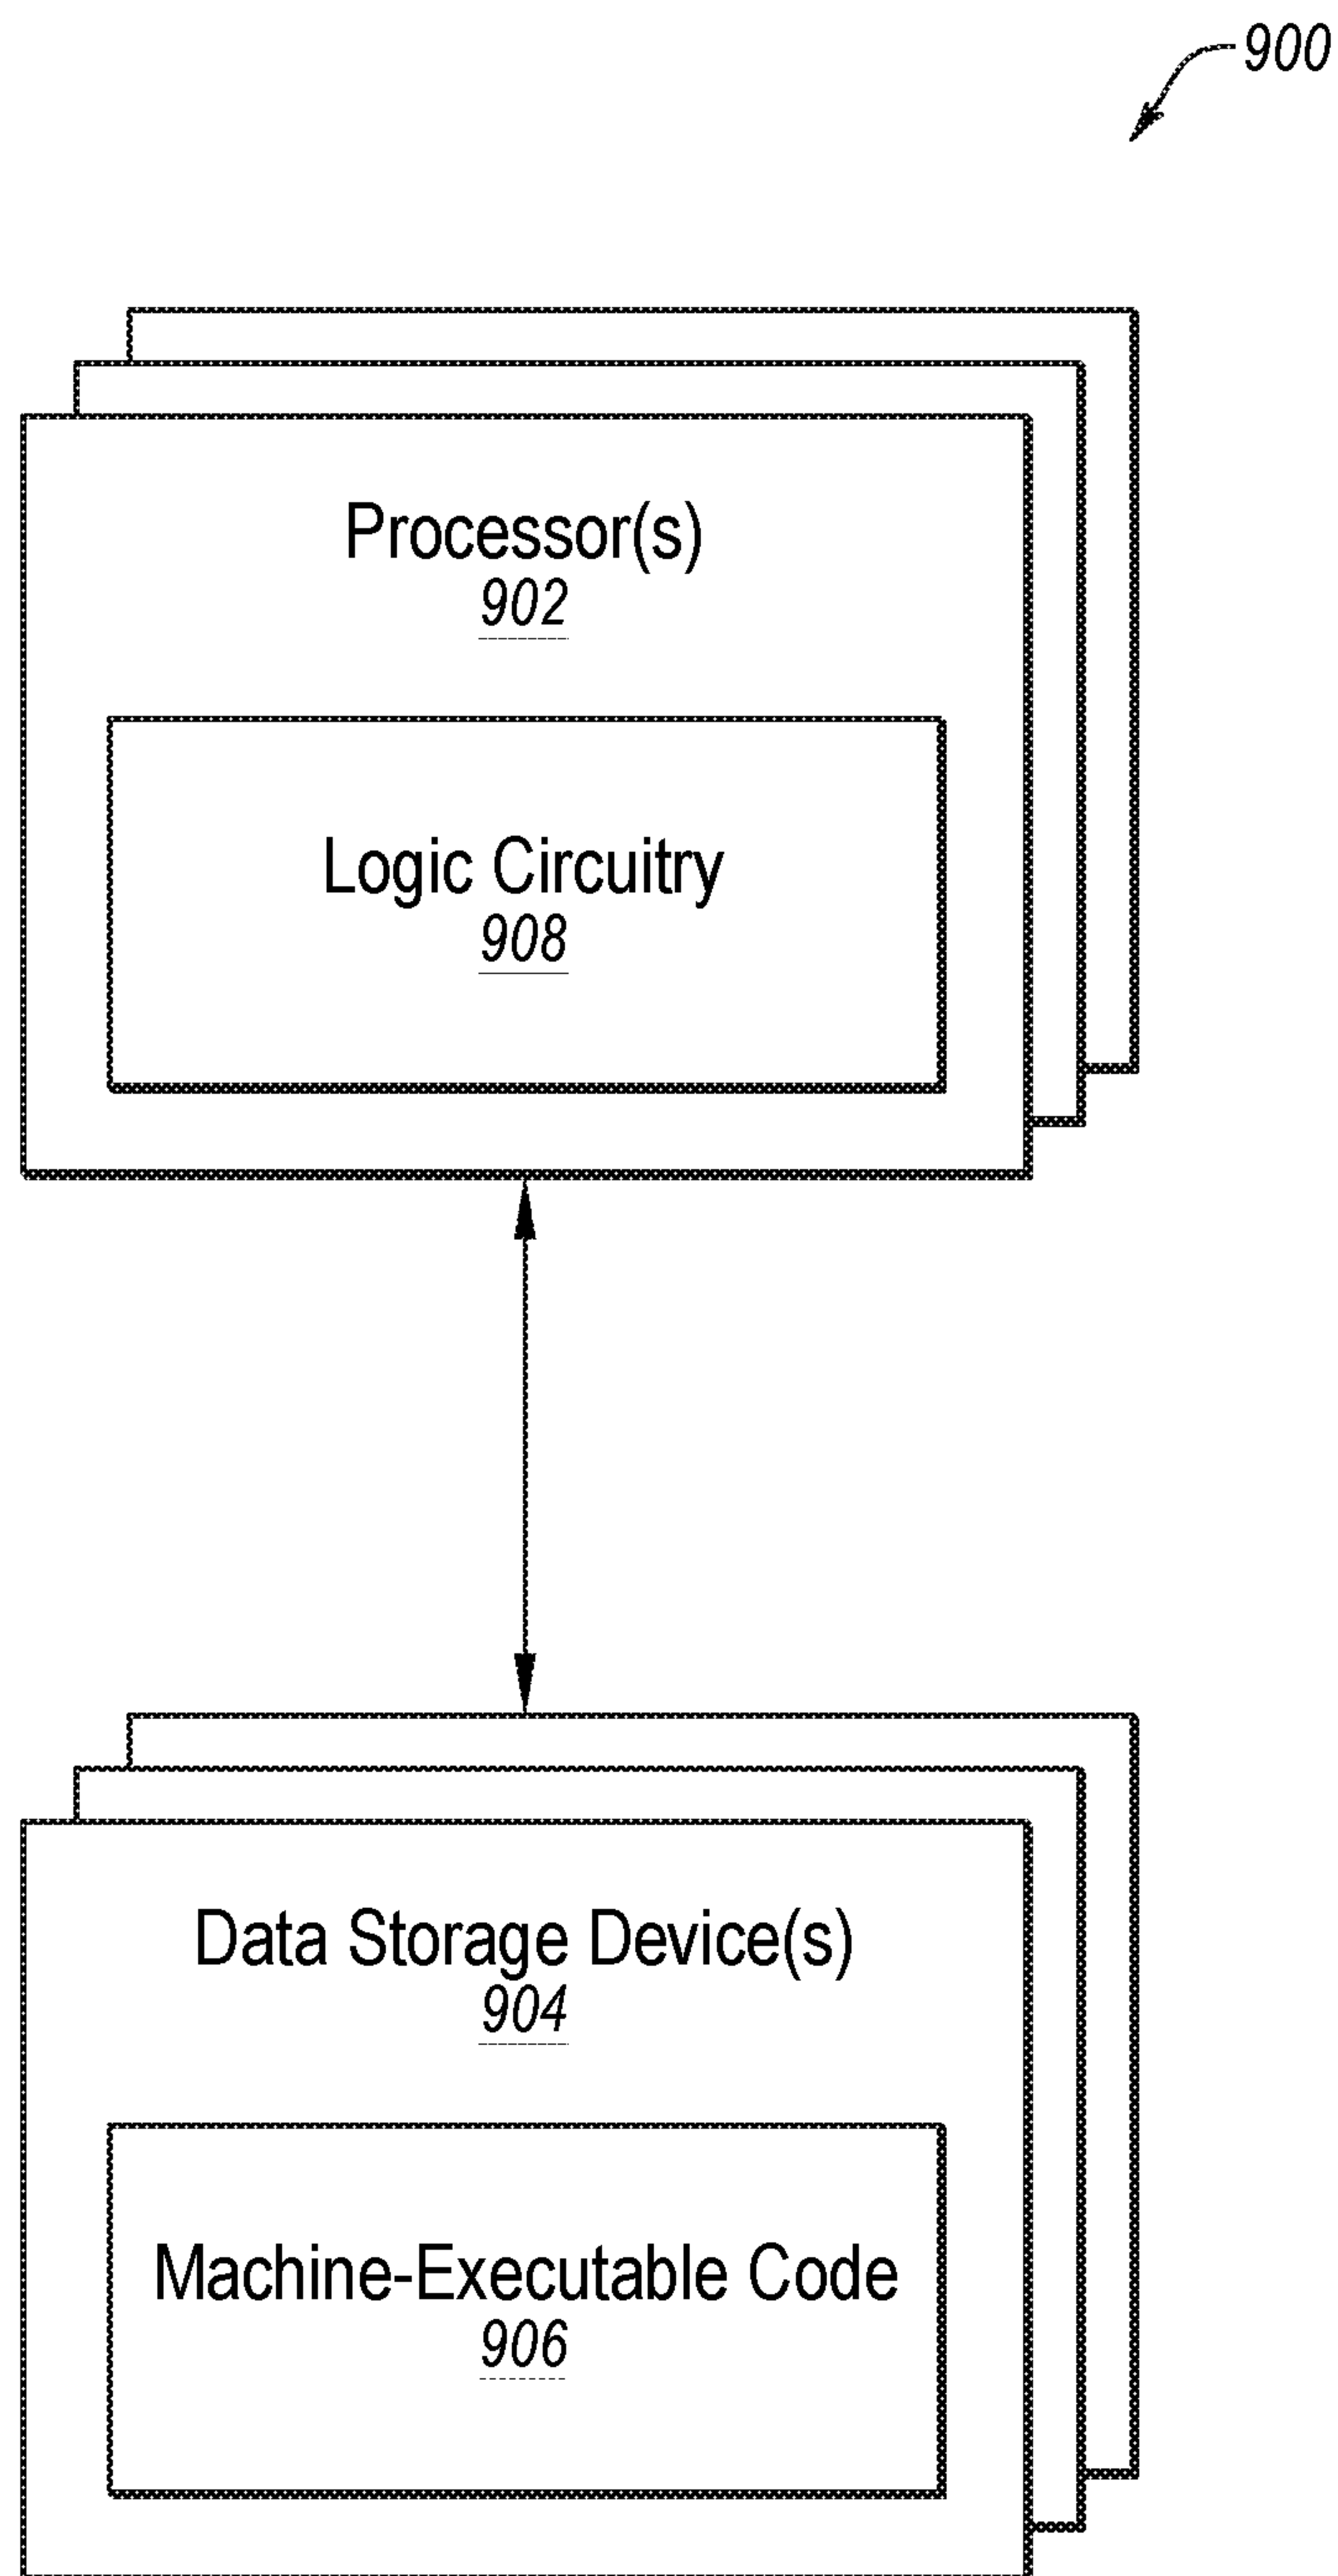 900
Processor(s)
902
Logic Circuitry
908
Data Storage Device(s)
904
Machine-Executable Code
906